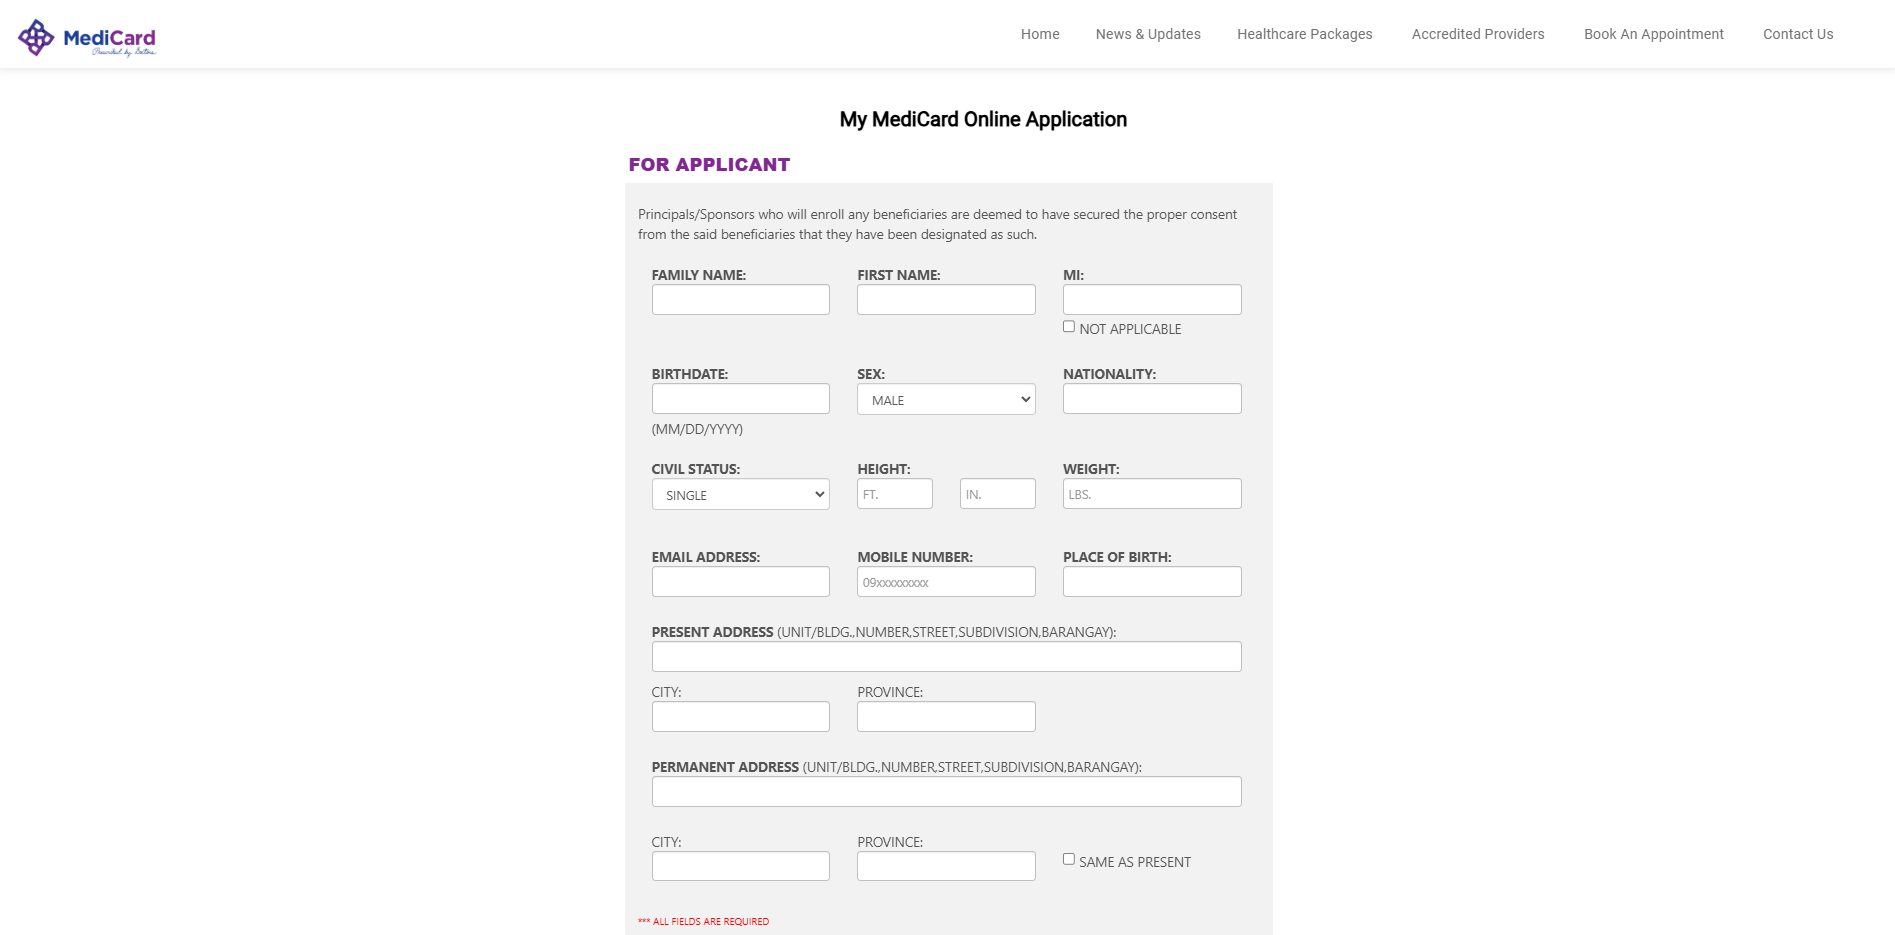 MediCard
Home
News & Updates
Healthcare Packages
Accredited Providers
Book An Appointment
Contact Us
My MediCard Online Application
FOR APPLICANT
Principals/Sponsors who will enroll any beneficiaries are deemed to have secured the proper consent
from the said beneficiaries that they have been designated as such.
FAMILY NAME:
FIRST NAME:
MI:
NOT APPLICABLE
BIRTHDATE:
SEX:
NATIONALITY:
MALE
(MM/DD/YYYY)
CIVIL STATUS:
HEIGHT:
WEIGHT:
SINGLE
FT.
IN.
LBS.
EMAIL ADDRESS:
MOBILE NUMBER:
PLACE OF BIRTH:
09xxxxxxxxx
PRESENT ADDRESS (UNIT/BLDG.,NUMBER,STREET,SUBDIVISION,BARANGAY):
CITY:
PROVINCE:
PERMANENT ADDRESS (UNIT/BLDG.,NUMBER,STREET,SUBDIVISION,BARANGAY):
CITY:
PROVINCE:
SAME AS PRESENT
*** ALL FIELDS ARE REQUIRED